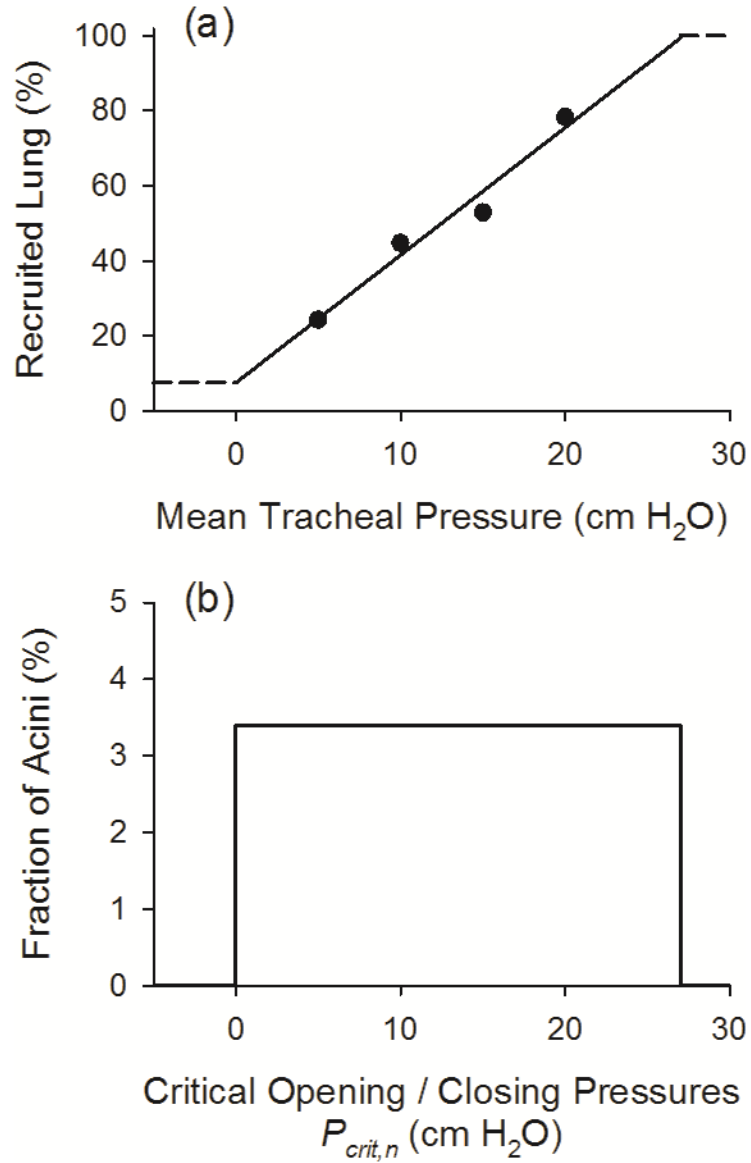 (a)
Recruited Lung (%)
100
80
60
40
20
0
0 10 20 30
Mean Tracheal Pressure (cm H₂O)
(b)
Fraction of Acini (%)
5
4
3
2
1
0
0 10 20 30
Critical Opening / Closing Pressures
P_crit,n (cm H₂O)